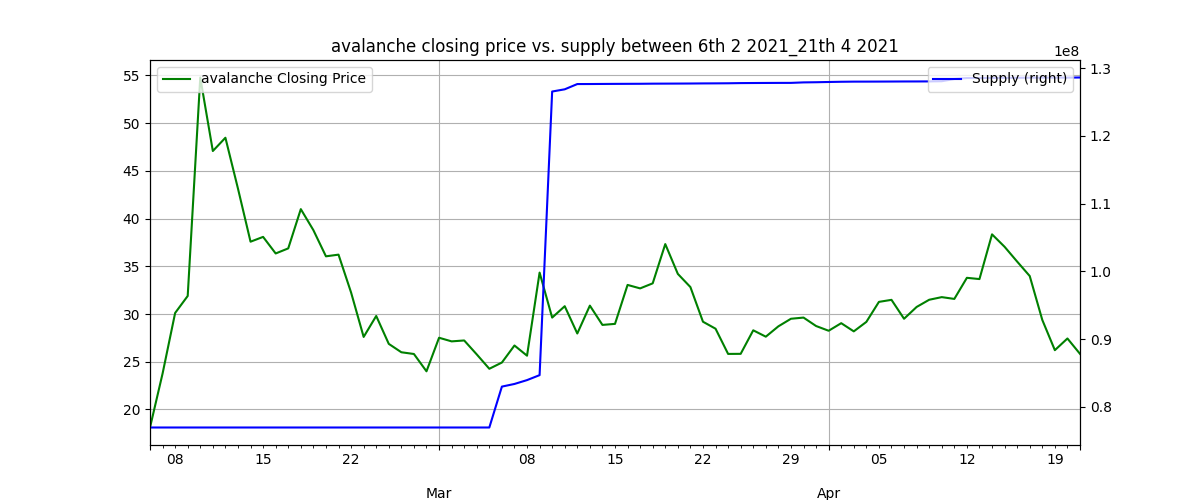 avalanche closing price vs. supply between 6th 2 2021_21th 4 2021
1e8
avalanche Closing Price
Supply (right)
55
50
45
40
35
30
25
20
1.3
1.2
1.1
1.0
0.9
0.8
08 15 22 08 15 22 29 05 12 19
Mar Apr